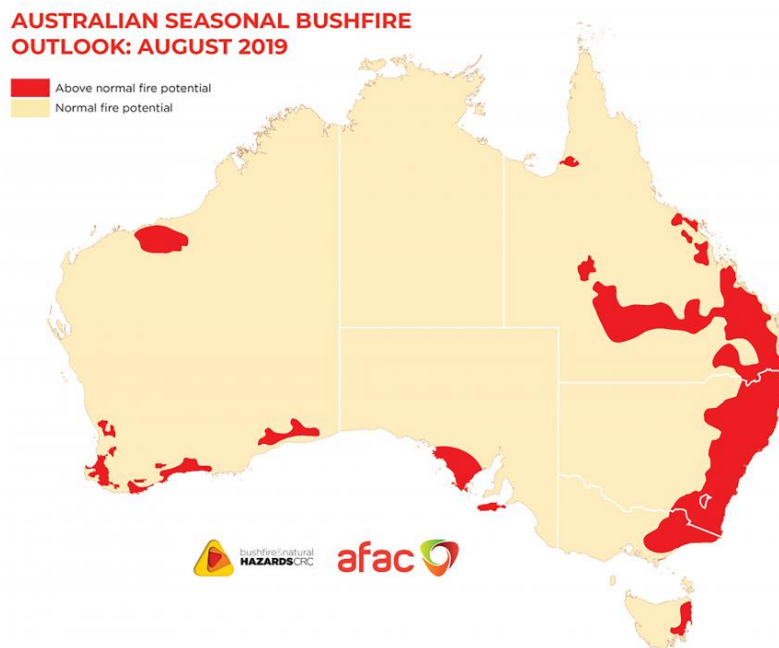 AUSTRALIAN SEASONAL BUSHFIRE
OUTLOOK: AUGUST 2019
Above normal fire potential
Normal fire potential
bushfire&natural
HAZARDSCRC
afac